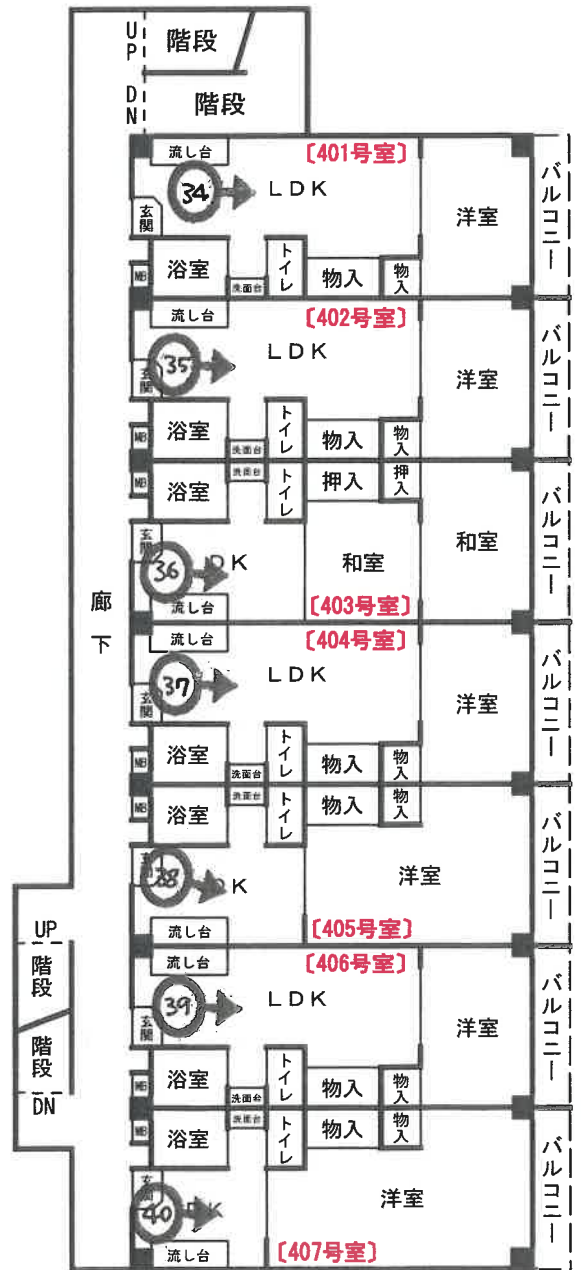 UP
階段
DN
階段
流し台
[401号室]
34
LDK
洋室
バルコニー
玄関
浴室
洗面台
トイレ
物入
物入
MB
流し台
[402号室]
35
LDK
洋室
バルコニー
玄関
浴室
洗面台
トイレ
物入
物入
MB
MB
浴室
洗面台
トイレ
押入
押入
玄関
36
DK
和室
和室
バルコニー
流し台
[403号室]
廊下
流し台
[404号室]
37
LDK
洋室
バルコニー
玄関
浴室
洗面台
トイレ
物入
物入
MB
MB
浴室
洗面台
トイレ
物入
物入
玄関
38
DK
洋室
バルコニー
流し台
[405号室]
UP
階段
階段
DN
流し台
[406号室]
39
LDK
洋室
バルコニー
玄関
浴室
洗面台
トイレ
物入
物入
MB
MB
浴室
洗面台
トイレ
物入
物入
玄関
40
DK
洋室
バルコニー
流し台
[407号室]